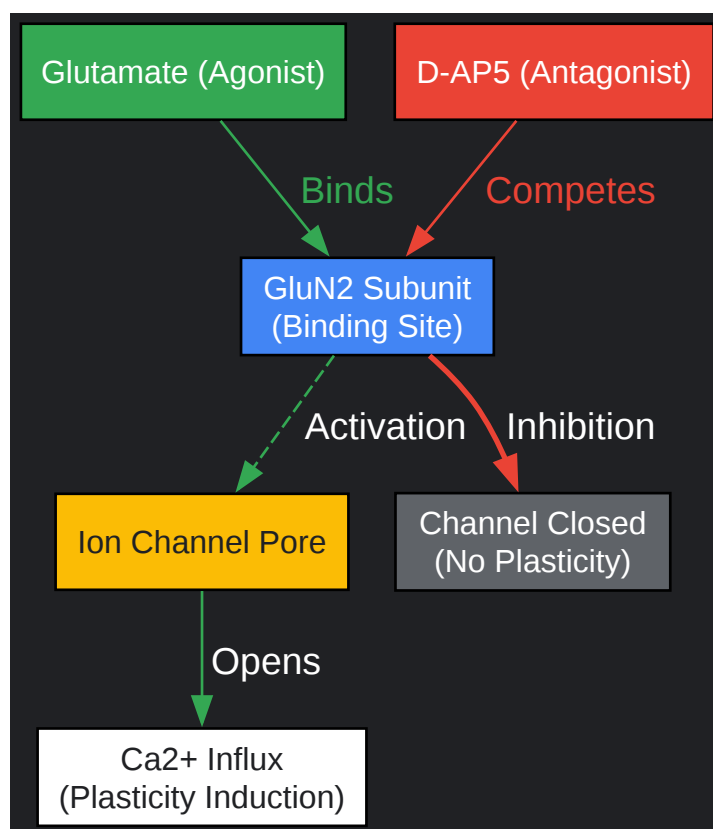 Glutamate (Agonist)
D-AP5 (Antagonist)
Binds
Competes
GluN2 Subunit
(Binding Site)
Activation
Inhibition
Ion Channel Pore
Channel Closed
(No Plasticity)
Opens
Ca2+ Influx
(Plasticity Induction)